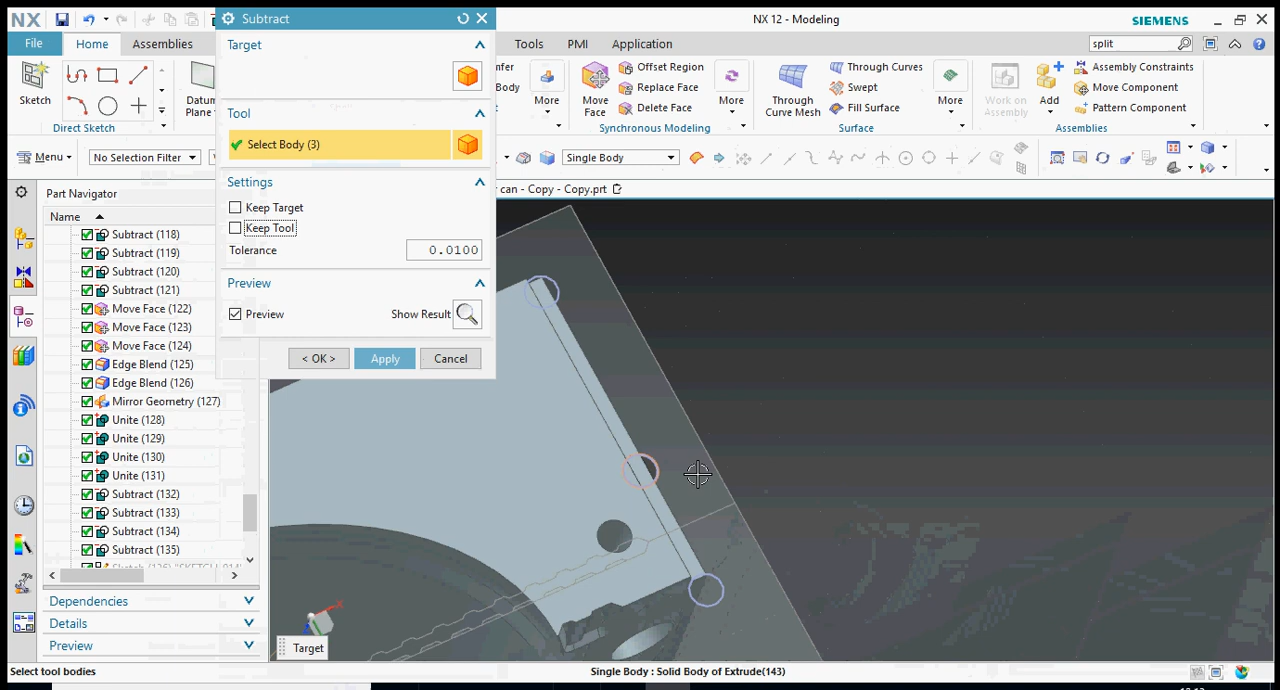 NX
Subtract
NX 12 - Modeling
SIEMENS
File
Home
Assemblies
Tools
PMI
Application
split
Target
Sketch
Direct Sketch
Datum
Plane
Body
More
Move
Face
Offset Region
Replace Face
Delete Face
More
Synchronous Modeling
Through
Curve Mesh
Through Curves
Swept
Fill Surface
More
Surface
Work on
Assembly
Add
Assembly Constraints
Move Component
Pattern Component
Assemblies
Tool
Select Body (3)
Menu
No Selection Filter
Single Body
can - Copy - Copy.prt
Settings
Keep Target
Keep Tool
Tolerance
0.0100
Preview
Preview
Show Result
< OK >
Apply
Cancel
Part Navigator
Name
Subtract (118)
Subtract (119)
Subtract (120)
Subtract (121)
Move Face (122)
Move Face (123)
Move Face (124)
Edge Blend (125)
Edge Blend (126)
Mirror Geometry (127)
Unite (128)
Unite (129)
Unite (130)
Unite (131)
Subtract (132)
Subtract (133)
Subtract (134)
Subtract (135)
Dependencies
Details
Preview
Target
Select tool bodies
Single Body : Solid Body of Extrude(143)